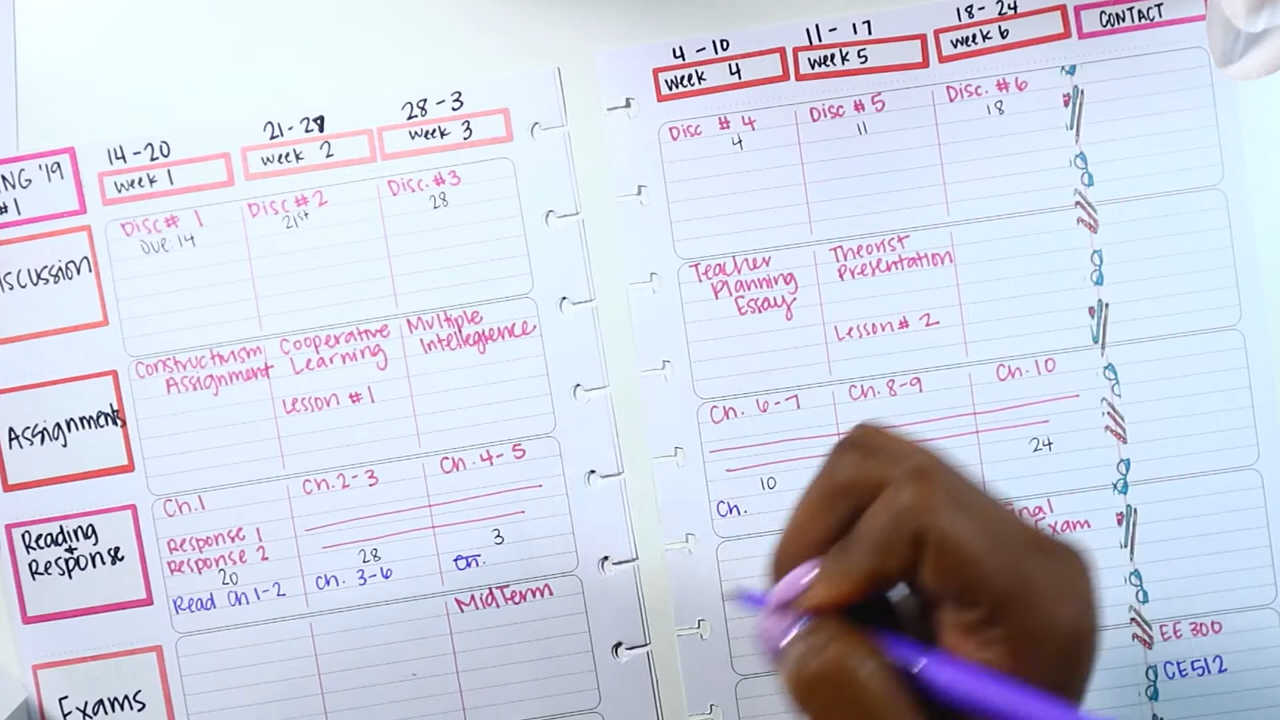 14-20
21-27
28-3
4-10
11-17
18-24
NG '19
#1
week 1
week 2
week 3
week 4
week 5
week 6
CONTACT
iscussion
Disc# 1
Due: 14
Disc#2
21st
Disc.#3
28
Disc #4
4
Disc #5
11
Disc. #6
18
Assignments
Constructivism
Assignment
Cooperative
Learning
Lesson #1
Multiple
Intellegience
Teacher
Planning
Essay
Theorist
Presentation
Lesson# 2
Reading
+
Response
Ch.1
Response 1
Response 2
20
Read Ch 1-2
Ch.2-3
28
Ch. 3-6
Ch. 4-5
3
Ch.
Ch. 6-7
10
Ch.
Ch. 8-9
Ch. 10
24
Exams
MidTerm
inal
Exam
EE 300
CE512